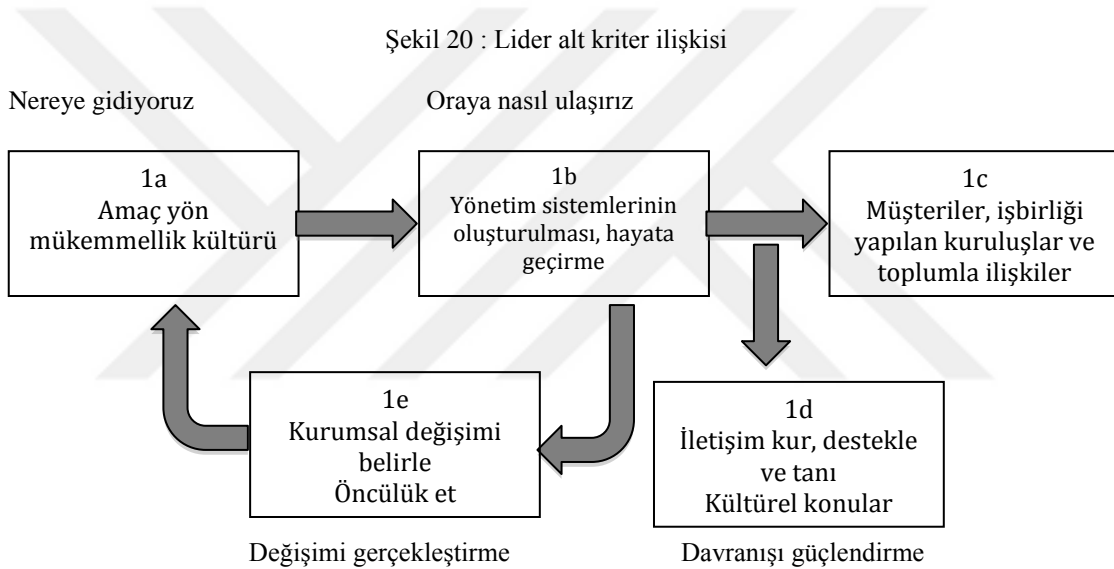 Şekil 20 : Lider alt kriter ilişkisi
Nereye gidiyoruz
Oraya nasıl ulaşırız
1a
Amaç yön
mükemmellik kültürü
1b
Yönetim sistemlerinin
oluşturulması, hayata
geçirme
1c
Müşteriler, işbirliği
yapılan kuruluşlar ve
toplumla ilişkiler
1e
Kurumsal değişimi
belirle
Öncülük et
1d
İletişim kur, destekle
ve tanı
Kültürel konular
Değişimi gerçekleştirme
Davranışı güçlendirme